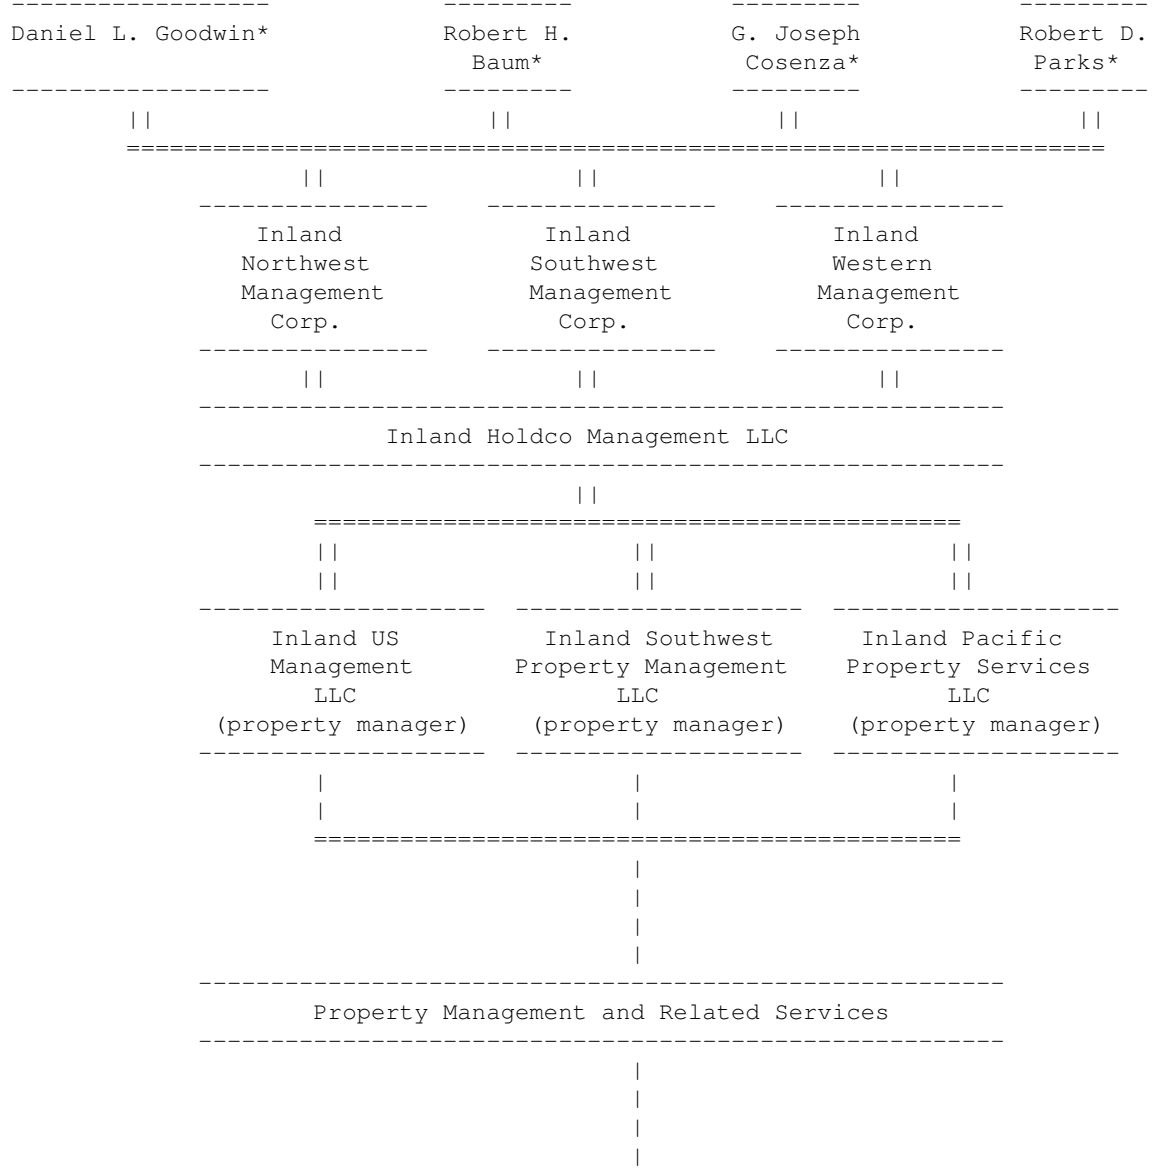 ------------------ --------- --------- ---------
Daniel L. Goodwin* Robert H. G. Joseph Robert D.
Baum* Cosenza* Parks*
------------------ --------- --------- ---------
|| || || ||
====================================================================
|| || ||
---------------- ---------------- ----------------
Inland Inland Inland
Northwest Southwest Western
Management Management Management
Corp. Corp. Corp.
---------------- ---------------- ----------------
|| || ||
--------------------------------------------------------
Inland Holdco Management LLC
--------------------------------------------------------
||
=============================================
|| || ||
|| || ||
-------------------- -------------------- --------------------
Inland US Inland Southwest Inland Pacific
Management Property Management Property Services
LLC LLC LLC
(property manager) (property manager) (property manager)
-------------------- -------------------- --------------------
| | |
| | |
=============================================
|
|
|
|
--------------------------------------------------------
Property Management and Related Services
--------------------------------------------------------
|
|
|
|